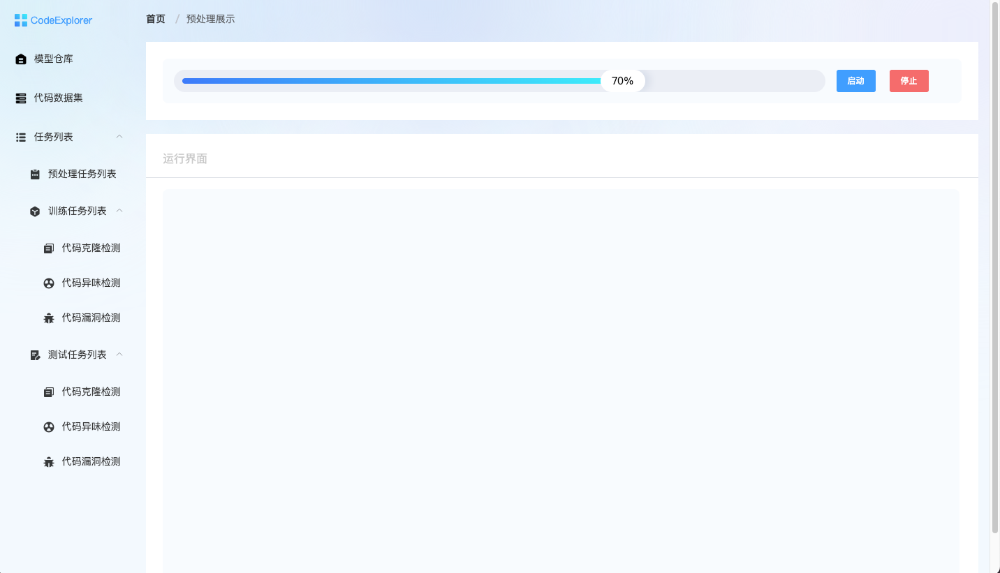 CodeExplorer
首页 / 预处理展示
模型仓库
代码数据集
任务列表
预处理任务列表
训练任务列表
代码克隆检测
代码异味检测
代码漏洞检测
测试任务列表
代码克隆检测
代码异味检测
代码漏洞检测
70%
启动
停止
运行界面